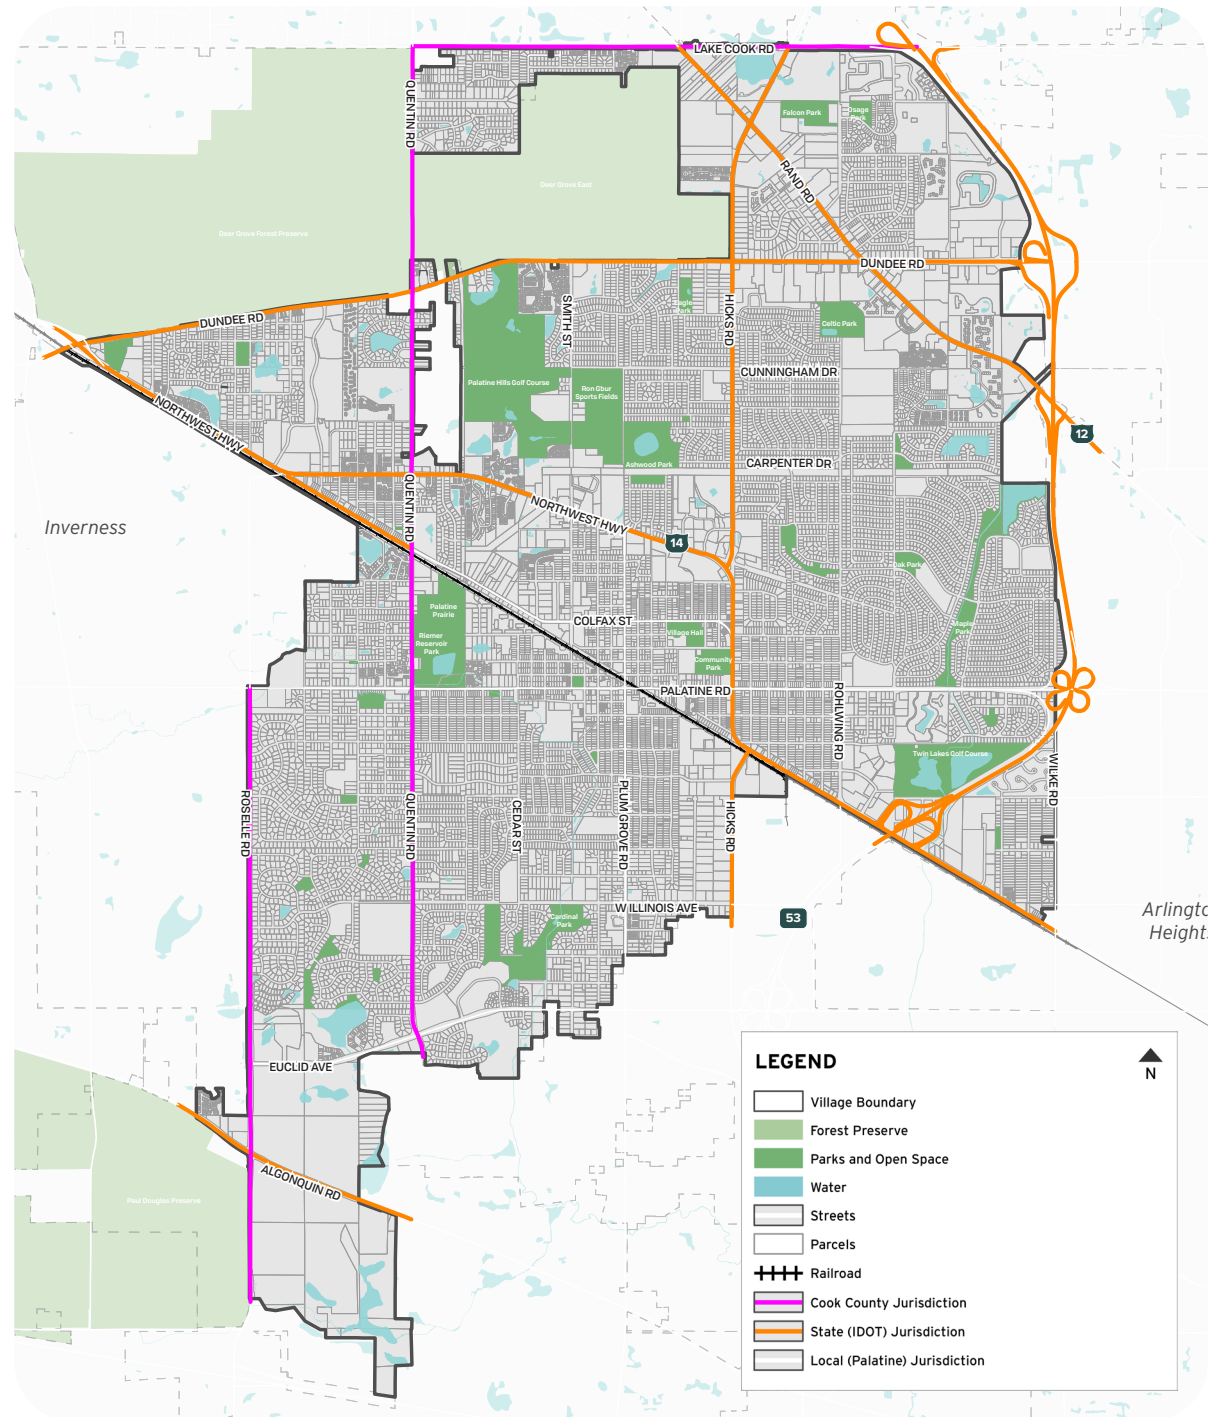 LAKE COOK RD
QUENTIN RD
Falcon Park
Osage
Park
Deer Grove East
RAND RD
Deer Grove Forest Preserve
DUNDEE RD
DUNDEE RD
SMITH ST
HICKS RD
Eagle
Park
Celtic Park
CUNNINGHAM DR
Palatine Hills Golf Course
Ron Gbur
Sports Fields
NORTHWEST HWY
12
Ashwood Park
CARPENTER DR
QUENTIN RD
NORTHWEST HWY
Inverness
14
Oak Park
Palatine
Prairie
COLFAX ST
Village Hall
Maple
Park
Riemer
Reservoir
Park
Community
Park
PALATINE RD
ROHLWING RD
Twin Lakes Golf Course
WILKE RD
ROSELLE RD
QUENTIN RD
CEDAR ST
PLUM GROVE RD
HICKS RD
W ILLINOIS AVE
Cardinal
Park
53
Arlingto
Heights
EUCLID AVE
ALGONQUIN RD
Paul Douglas Preserve
LEGEND
N
Village Boundary
Forest Preserve
Parks and Open Space
Water
Streets
Parcels
Railroad
Cook County Jurisdiction
State (IDOT) Jurisdiction
Local (Palatine) Jurisdiction